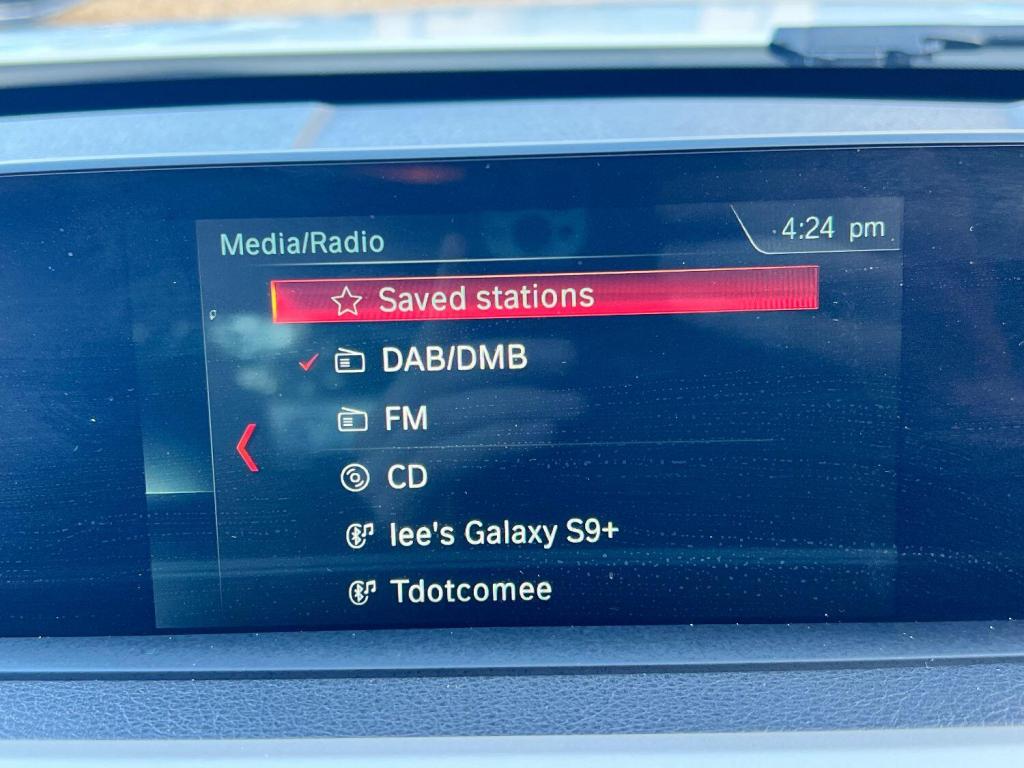 Media/Radio
4:24 pm
Saved stations
DAB/DMB
FM
CD
lee's Galaxy S9+
Tdotcomee